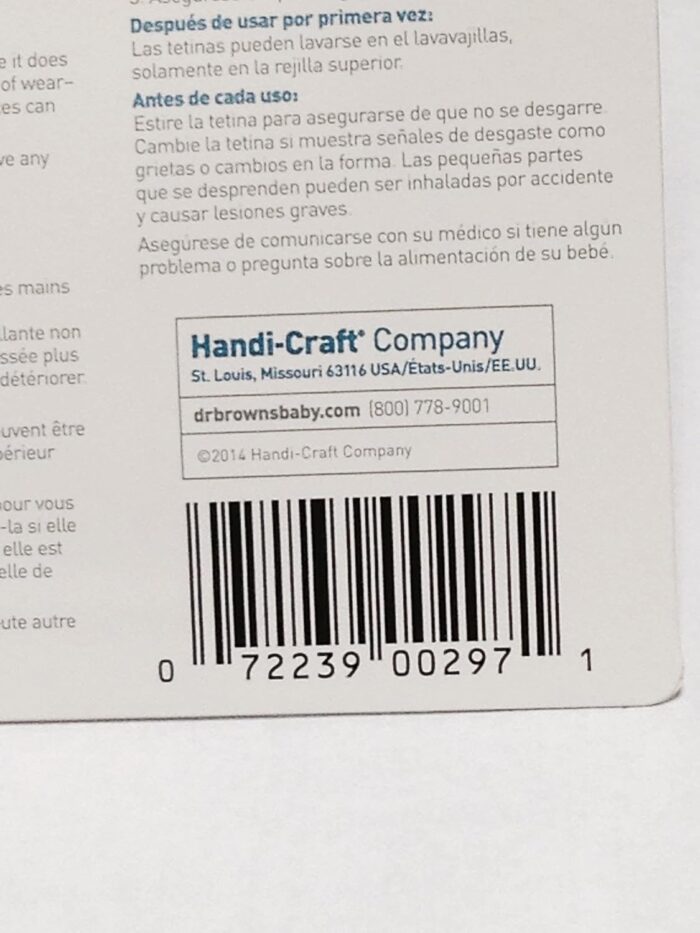 Después de usar por primera vez:
Las tetinas pueden lavarse en el lavavajillas,
solamente en la rejilla superior.
Antes de cada uso:
Estire la tetina para asegurarse de que no se desgarre.
Cambie la tetina si muestra señales de desgaste como
grietas o cambios en la forma. Las pequeñas partes
que se desprenden pueden ser inhaladas por accidente
y causar lesiones graves.
Asegúrese de comunicarse con su médico si tiene algún
problema o pregunta sobre la alimentación de su bebé.
e it does
of wear-
es can
ve any
es mains
llante non
ssée plus
détériorer.
uvent être
érieur
our vous
-la si elle
elle est
elle de
ute autre
Handi-Craft® Company
St. Louis, Missouri 63116 USA/États-Unis/EE.UU.
drbrownsbaby.com (800) 778-9001
©2014 Handi-Craft Company
0 72239 00297 1